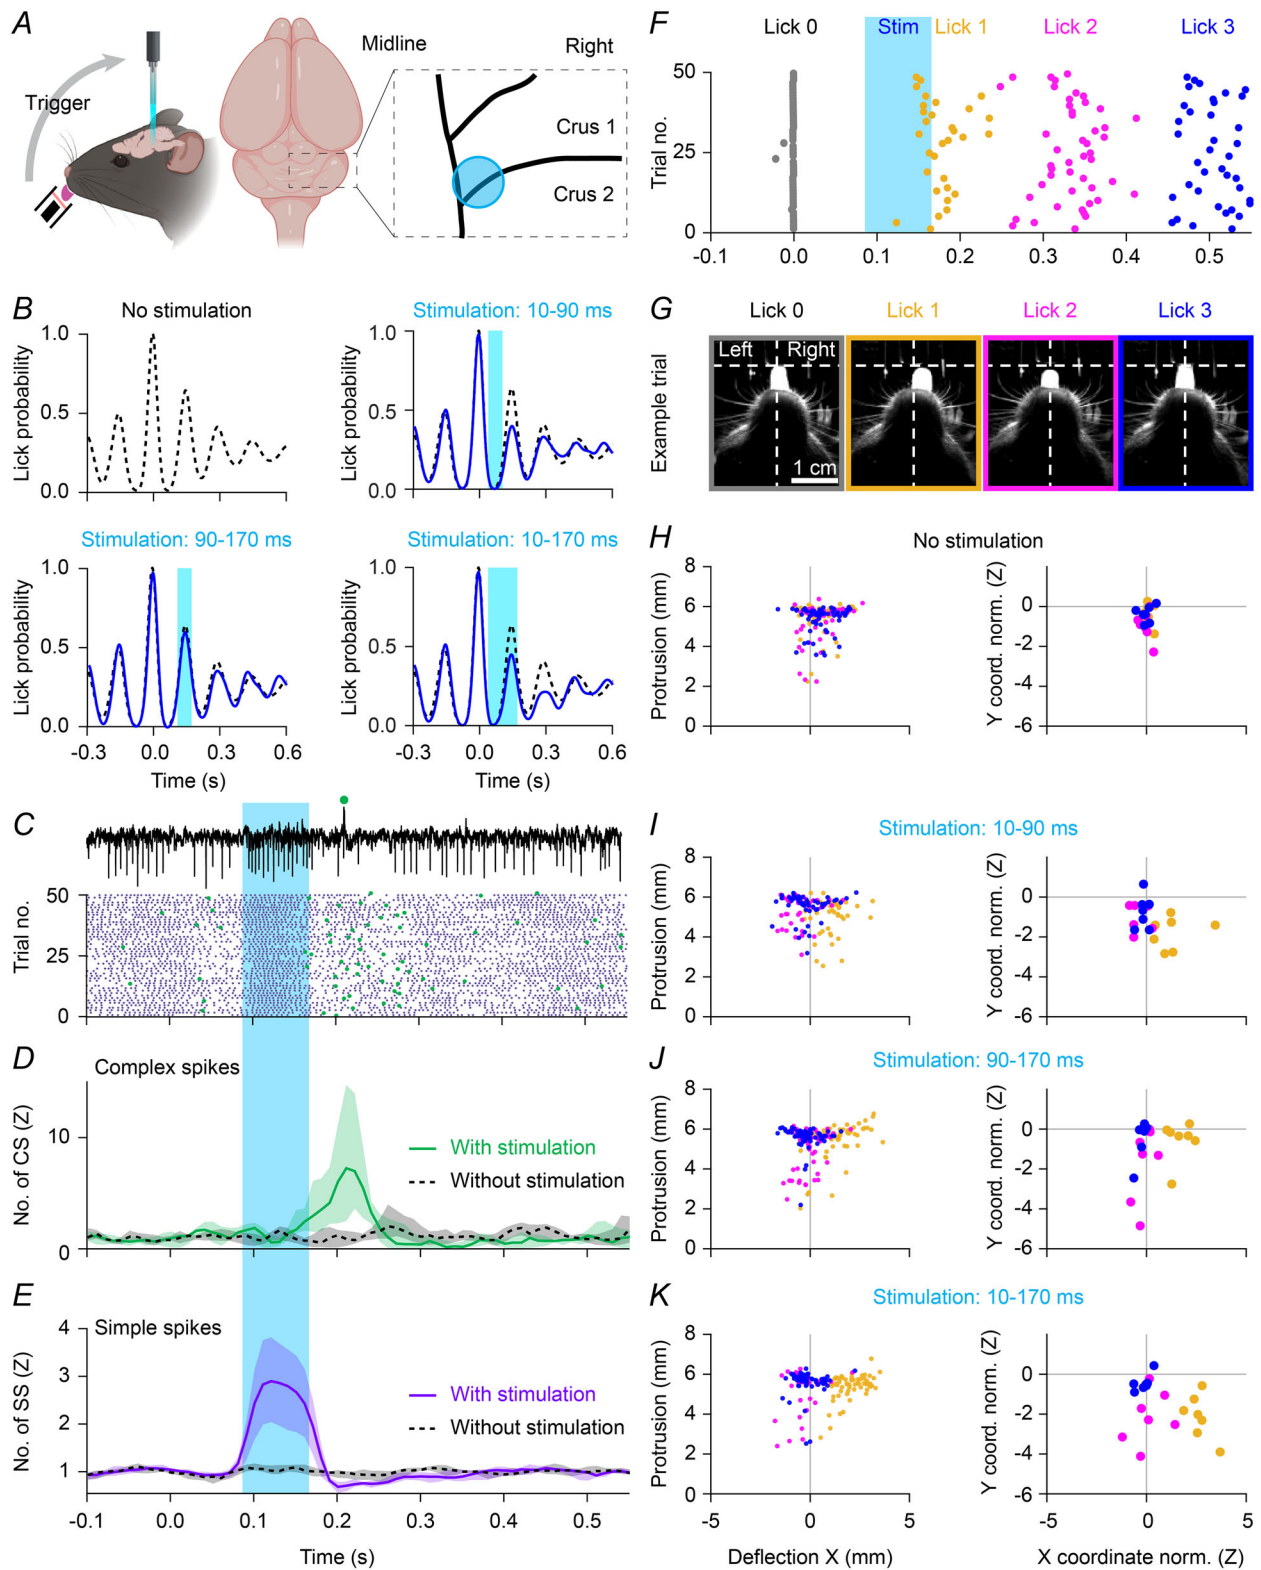 A
Trigger
Midline
Right
Crus 1
Crus 2
B
No stimulation
Lick probability
1.0
0.5
0.0
Stimulation: 10-90 ms
Lick probability
1.0
0.5
0.0
Stimulation: 90-170 ms
Lick probability
1.0
0.5
0.0
-0.3 0.0 0.3 0.6
Time (s)
Stimulation: 10-170 ms
Lick probability
1.0
0.5
0.0
-0.3 0.0 0.3 0.6
Time (s)
C
Trial no.
50
25
0
D
Complex spikes
No. of CS (Z)
10
0
With stimulation
Without stimulation
E
Simple spikes
No. of SS (Z)
4
3
2
1
With stimulation
Without stimulation
-0.1 0.0 0.1 0.2 0.3 0.4 0.5
Time (s)
F
Lick 0 Stim Lick 1 Lick 2 Lick 3
Trial no.
50
25
0
-0.1 0.0 0.1 0.2 0.3 0.4 0.5
G
Lick 0 Lick 1 Lick 2 Lick 3
Example trial
Left Right
1 cm
H
No stimulation
Protrusion (mm)
8
6
4
2
0
Y coord. norm. (Z)
0
-2
-4
-6
I
Stimulation: 10-90 ms
Protrusion (mm)
8
6
4
2
0
Y coord. norm. (Z)
0
-2
-4
-6
J
Stimulation: 90-170 ms
Protrusion (mm)
8
6
4
2
0
Y coord. norm. (Z)
0
-2
-4
-6
K
Stimulation: 10-170 ms
Protrusion (mm)
8
6
4
2
0
-5 0 5
Deflection X (mm)
Y coord. norm. (Z)
0
-2
-4
-6
-5 0 5
X coordinate norm. (Z)